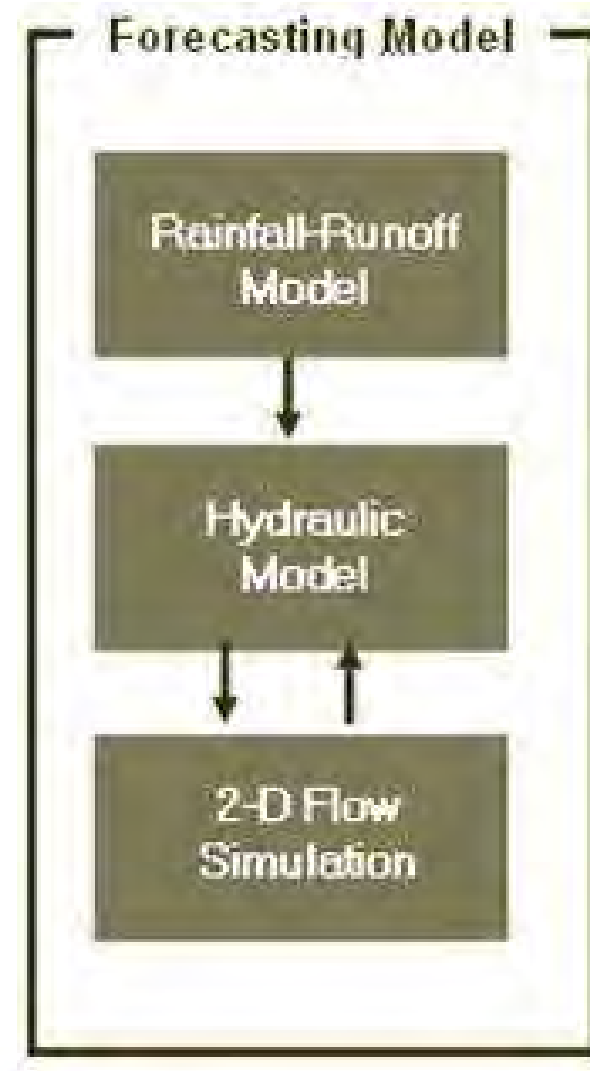 Forecasting Model
Rainfall-Runoff
Model
Hydraulic
Model
2-D Flow
Simulation